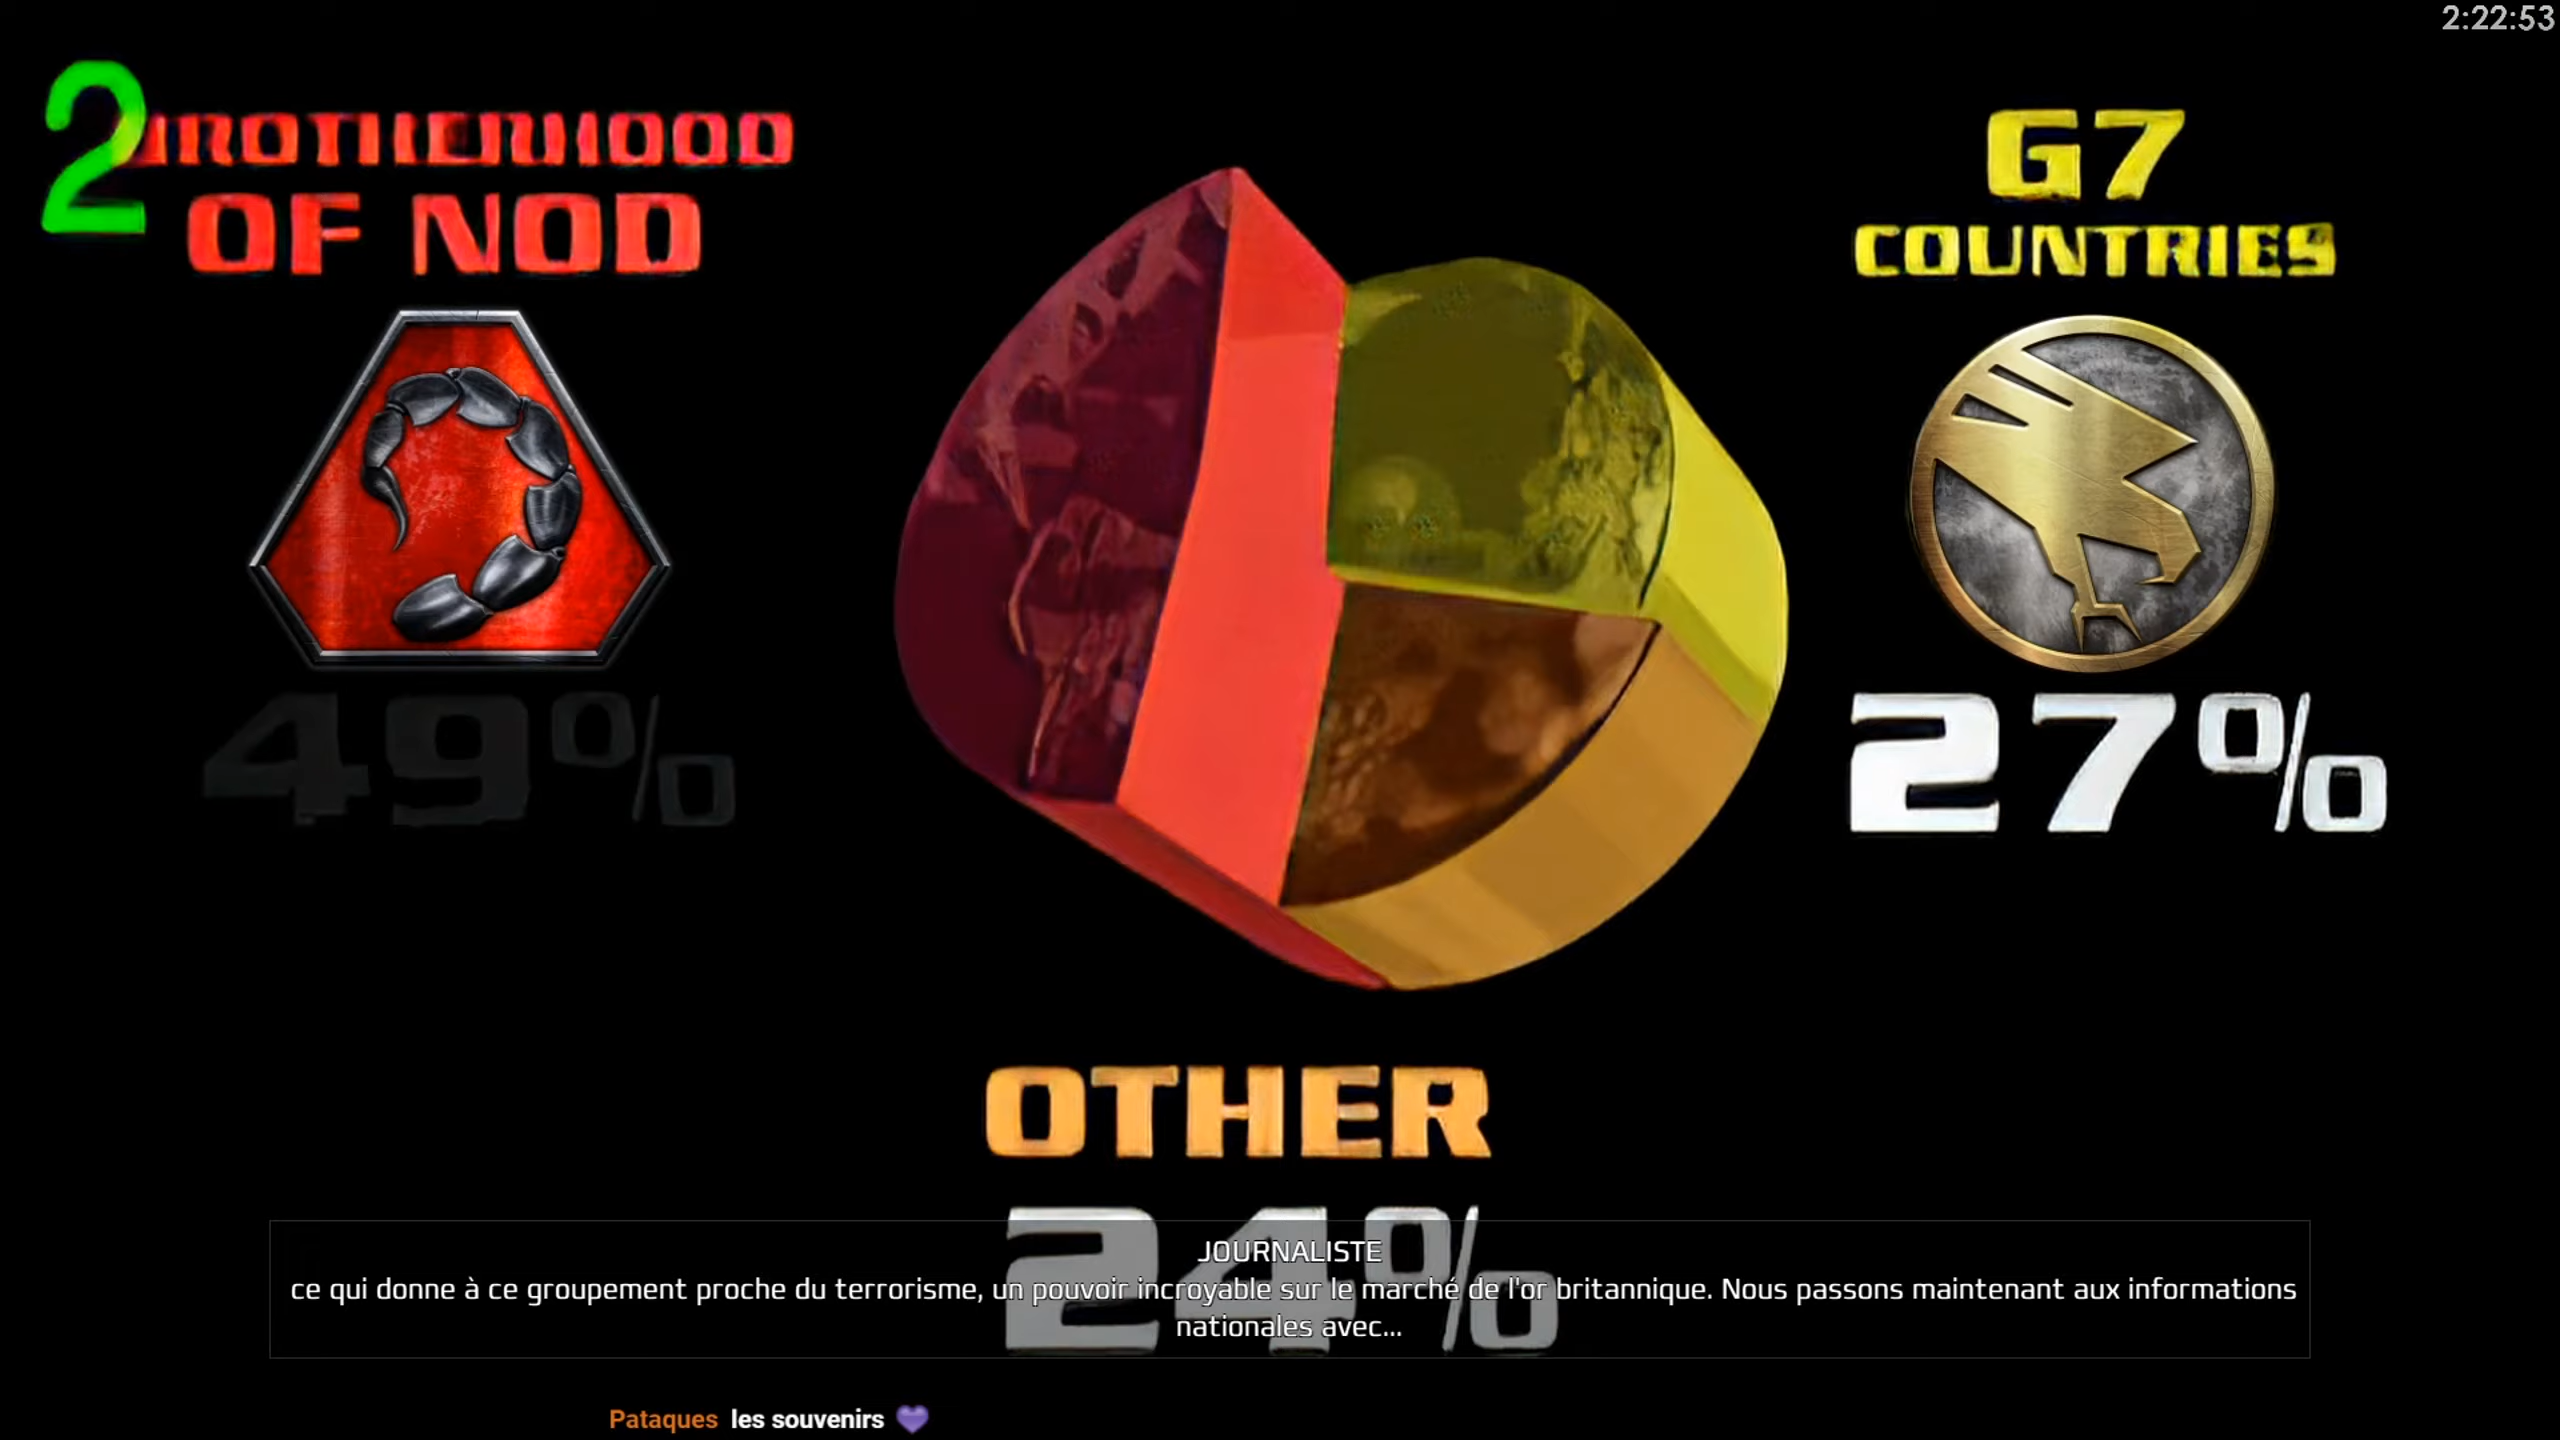 2:22:53
2
BROTHERHOOD
OF NOD
49%
G7
COUNTRIES
27%
OTHER
24%
JOURNALISTE
ce qui donne à ce groupement proche du terrorisme, un pouvoir incroyable sur le marché de l'or britannique. Nous passons maintenant aux informations
nationales avec...
Pataques les souvenirs 💜